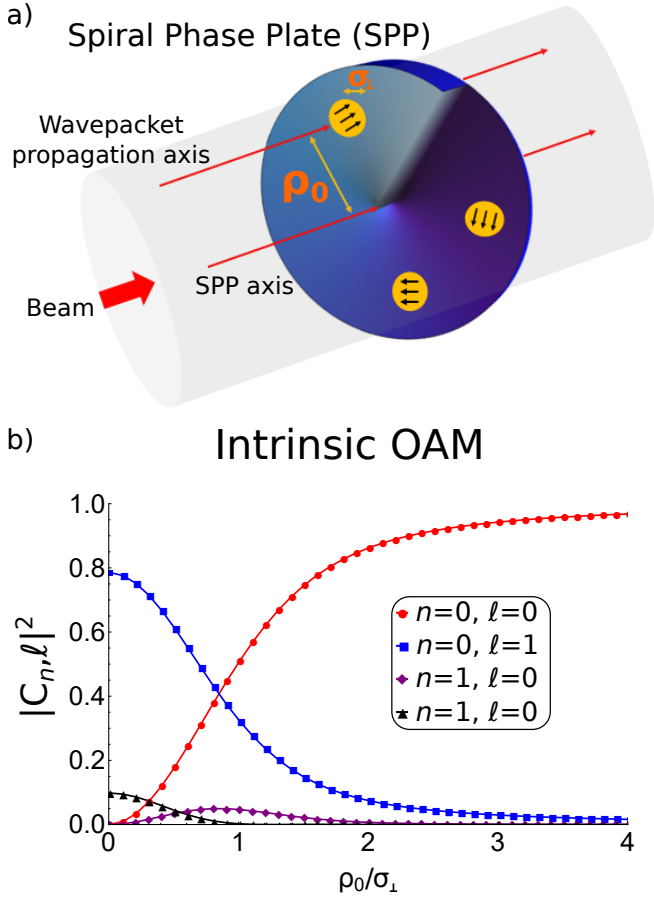 a)
Spiral Phase Plate (SPP)
σ⊥
Wavepacket
propagation axis
ρ₀
SPP axis
Beam
b)
Intrinsic OAM
1.0
0.8
0.6
0.4
0.2
0.0
|Cₙ,ℓ|²
n=0, ℓ=0
n=0, ℓ=1
n=1, ℓ=0
n=1, ℓ=0
0
1
2
3
4
ρ₀/σ⊥